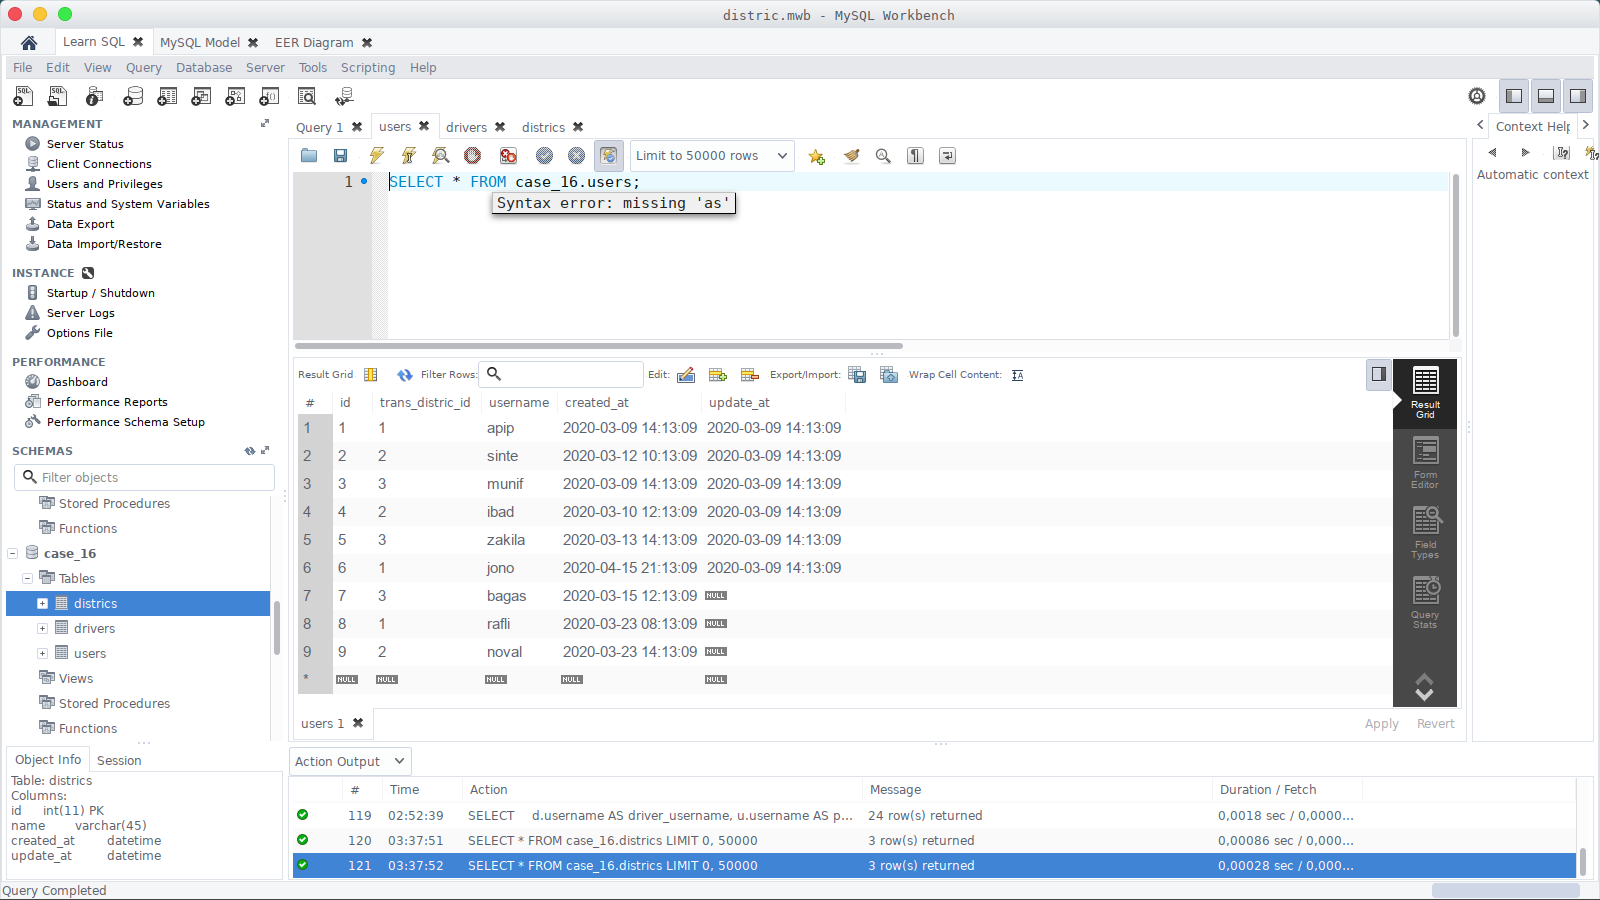 distric.mwb - MySQL Workbench
Learn SQL
MySQL Model
EER Diagram
File Edit View Query Database Server Tools Scripting Help
MANAGEMENT
Server Status
Client Connections
Users and Privileges
Status and System Variables
Data Export
Data Import/Restore
INSTANCE
Startup / Shutdown
Server Logs
Options File
PERFORMANCE
Dashboard
Performance Reports
Performance Schema Setup
SCHEMAS
Filter objects
Stored Procedures
Functions
case_16
Tables
districs
drivers
users
Views
Stored Procedures
Functions
Object Info Session
Table: districs
Columns:
id int(11) PK
name varchar(45)
created_at datetime
update_at datetime
Query 1 users drivers districs
Limit to 50000 rows
1 SELECT * FROM case_16.users;
Syntax error: missing 'as'
Result Grid Filter Rows: Edit: Export/Import: Wrap Cell Content:
# id trans_distric_id username created_at update_at
1 1 1 apip 2020-03-09 14:13:09 2020-03-09 14:13:09
2 2 2 sinte 2020-03-12 10:13:09 2020-03-09 14:13:09
3 3 3 munif 2020-03-09 14:13:09 2020-03-09 14:13:09
4 4 2 ibad 2020-03-10 12:13:09 2020-03-09 14:13:09
5 5 3 zakila 2020-03-13 14:13:09 2020-03-09 14:13:09
6 6 1 jono 2020-04-15 21:13:09 2020-03-09 14:13:09
7 7 3 bagas 2020-03-15 12:13:09 NULL
8 8 1 rafli 2020-03-23 08:13:09 NULL
9 9 2 noval 2020-03-23 14:13:09 NULL
* NULL NULL NULL NULL NULL
Result
Grid
Form
Editor
Field
Types
Query
Stats
users 1
Apply Revert
Context Help
Automatic context
Action Output
# Time Action Message Duration / Fetch
119 02:52:39 SELECT d.username AS driver_username, u.username AS p... 24 row(s) returned 0,0018 sec / 0,0000...
120 03:37:51 SELECT * FROM case_16.districs LIMIT 0, 50000 3 row(s) returned 0,00086 sec / 0,000...
121 03:37:52 SELECT * FROM case_16.districs LIMIT 0, 50000 3 row(s) returned 0,00028 sec / 0,000...
Query Completed